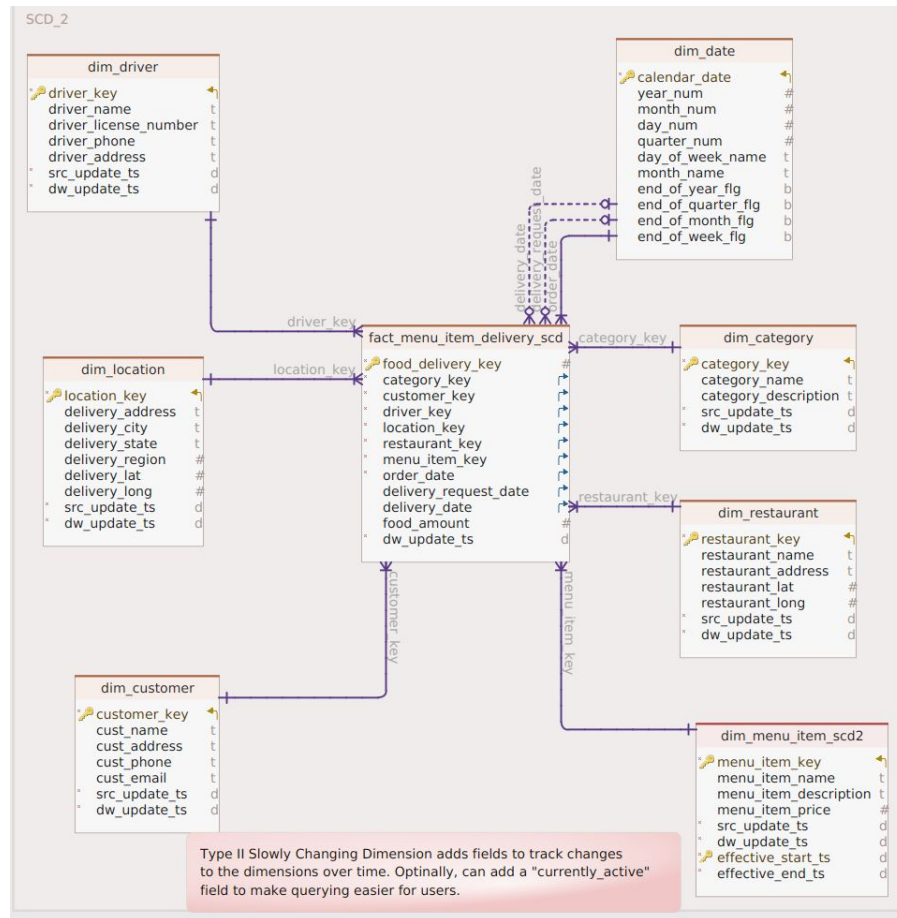 SCD_2
dim_driver
driver_key
driver_name t
driver_license_number t
driver_phone t
driver_address t
* src_update_ts d
* dw_update_ts d
dim_date
calendar_date
year_num #
month_num #
day_num #
quarter_num #
day_of_week_name t
month_name t
end_of_year_flg b
end_of_quarter_flg b
end_of_month_flg b
end_of_week_flg b
delivery_date
delivery_request_date
order_date
driver_key
location_key
category_key
restaurant_key
customer_key
menu_item_key
fact_menu_item_delivery_scd
food_delivery_key #
* category_key
* customer_key
* driver_key
* location_key
* restaurant_key
* menu_item_key
* order_date
delivery_request_date
delivery_date
food_amount #
* dw_update_ts d
dim_location
location_key
delivery_address t
delivery_city t
delivery_state t
delivery_region #
delivery_lat #
delivery_long #
* src_update_ts d
* dw_update_ts d
dim_category
category_key
category_name t
category_description t
* src_update_ts d
* dw_update_ts d
dim_restaurant
restaurant_key
restaurant_name t
restaurant_address t
restaurant_lat #
restaurant_long #
* src_update_ts d
* dw_update_ts d
dim_customer
customer_key
cust_name t
cust_address t
cust_phone t
cust_email t
* src_update_ts d
* dw_update_ts d
dim_menu_item_scd2
menu_item_key
menu_item_name t
menu_item_description t
menu_item_price #
* src_update_ts d
* dw_update_ts d
effective_start_ts d
* effective_end_ts d
Type II Slowly Changing Dimension adds fields to track changes
to the dimensions over time. Optinally, can add a "currently_active"
field to make querying easier for users.